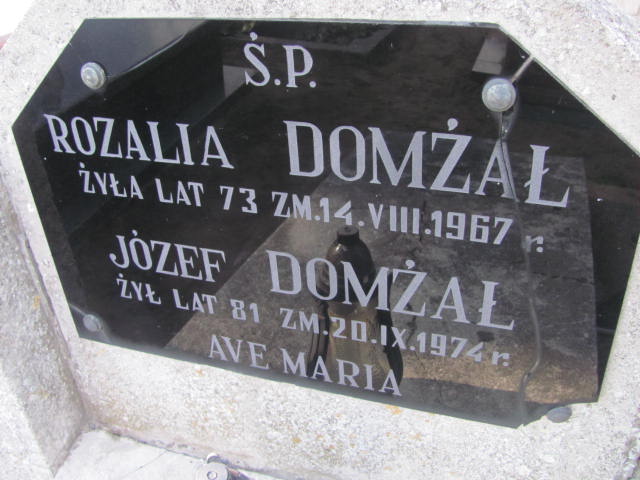 Ś.P.
ROZALIA DOMŻAŁ
ŻYŁA LAT 73 ZM.14.VIII.1967 r.
JÓZEF DOMŻAŁ
ŻYŁ LAT 81 ZM.20.IX.1974 r.
AVE MARIA